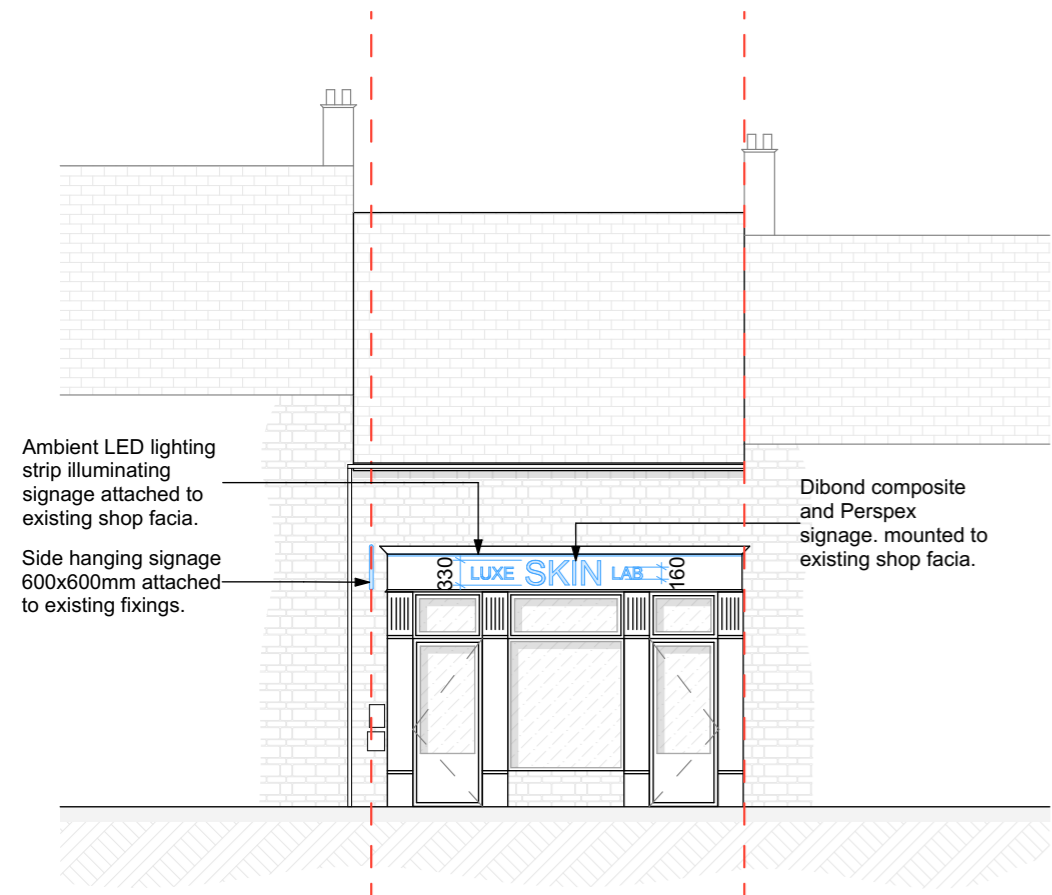 Ambient LED lighting
strip illuminating
signage attached to
existing shop facia.
Side hanging signage
600x600mm attached
to existing fixings.
Dibond composite
and Perspex
signage. mounted to
existing shop facia.
330
LUXE SKIN LAB
160